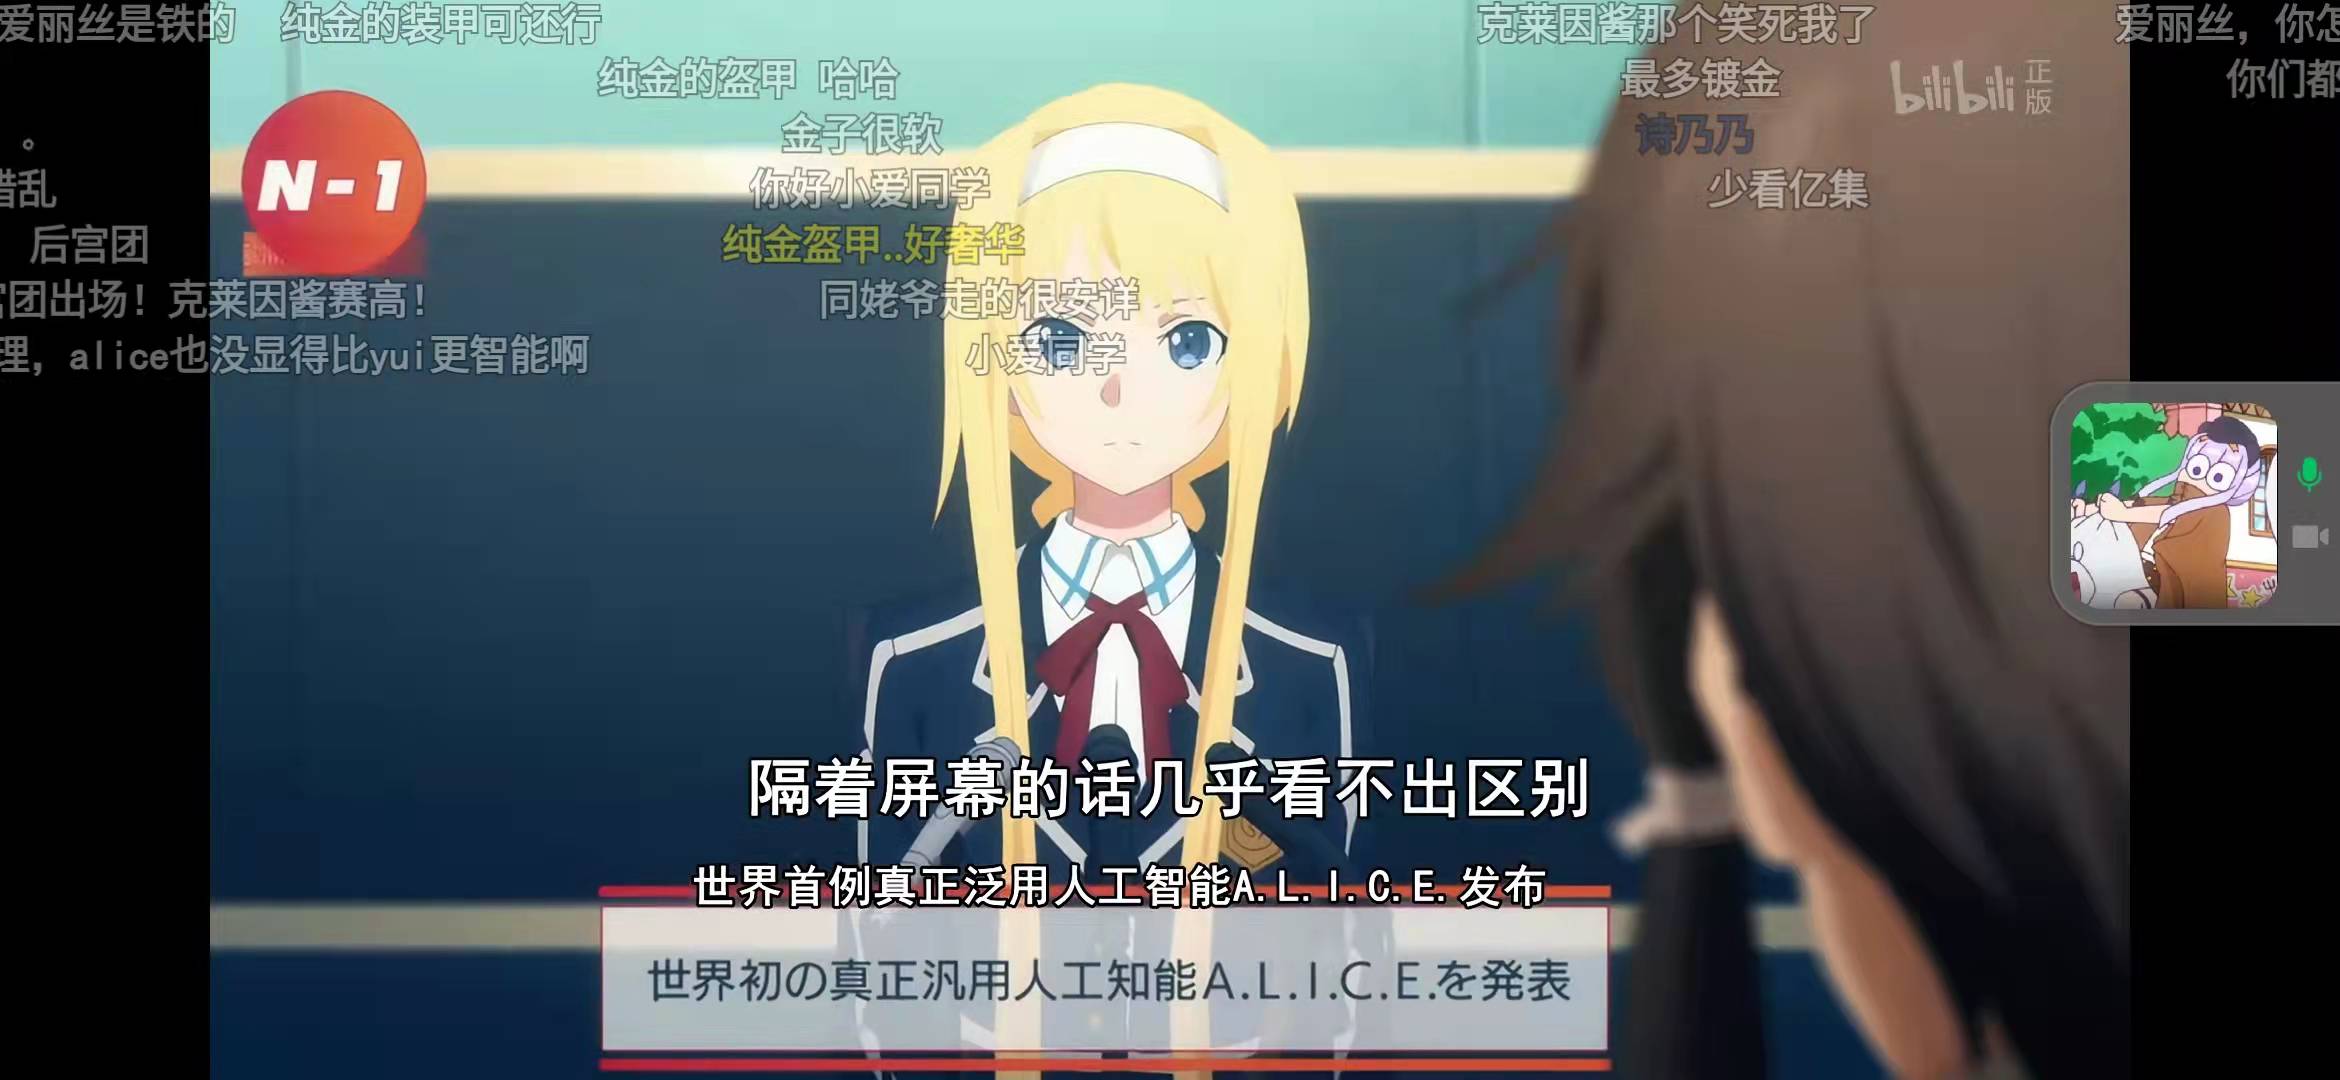 爱丽丝是铁的
纯金的装甲可还行
克莱因酱那个笑死我了
爱丽丝，你怎
纯金的盔甲 哈哈
最多镀金
bilibili 正版
你们都
。
金子很软
诗乃乃
N-1
错乱
你好小爱同学
少看亿集
后宫团
纯金盔甲..好奢华
宫团出场！克莱因酱赛高！
同姥爷走的很安详
理，alice也没显得比yui更智能啊
小爱同学
隔着屏幕的话几乎看不出区别
世界首例真正泛用人工智能A.L.I.C.E.发布
世界初の真正汎用人工知能A.L.I.C.E.を発表